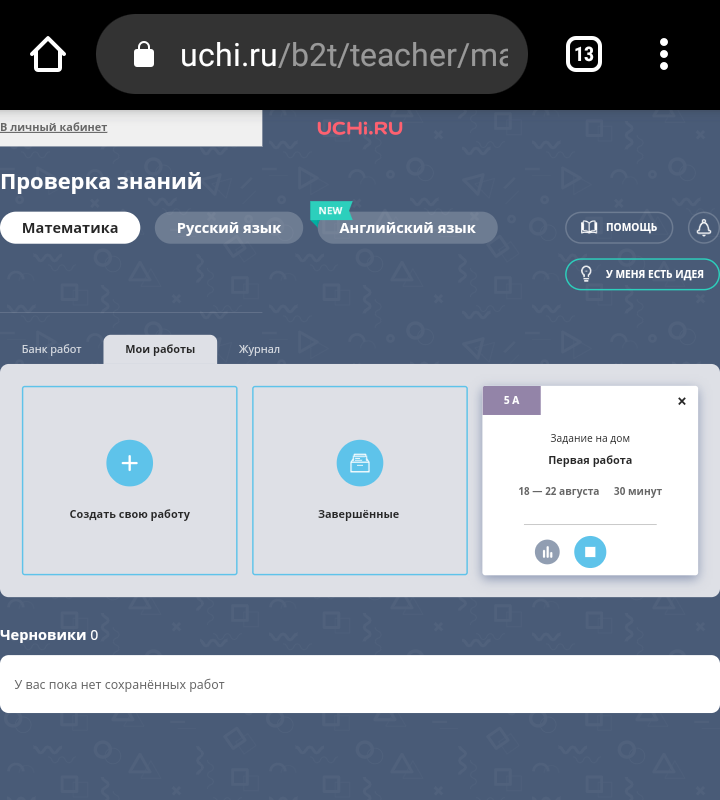 uchi.ru/b2t/teacher/ma
13
В личный кабинет
UCHi.RU
Проверка знаний
Математика
Русский язык
NEW
Английский язык
ПОМОЩЬ
У МЕНЯ ЕСТЬ ИДЕЯ
Банк работ
Мои работы
Журнал
Создать свою работу
Завершённые
5 А
×
Задание на дом
Первая работа
18 — 22 августа 30 минут
Черновики 0
У вас пока нет сохранённых работ